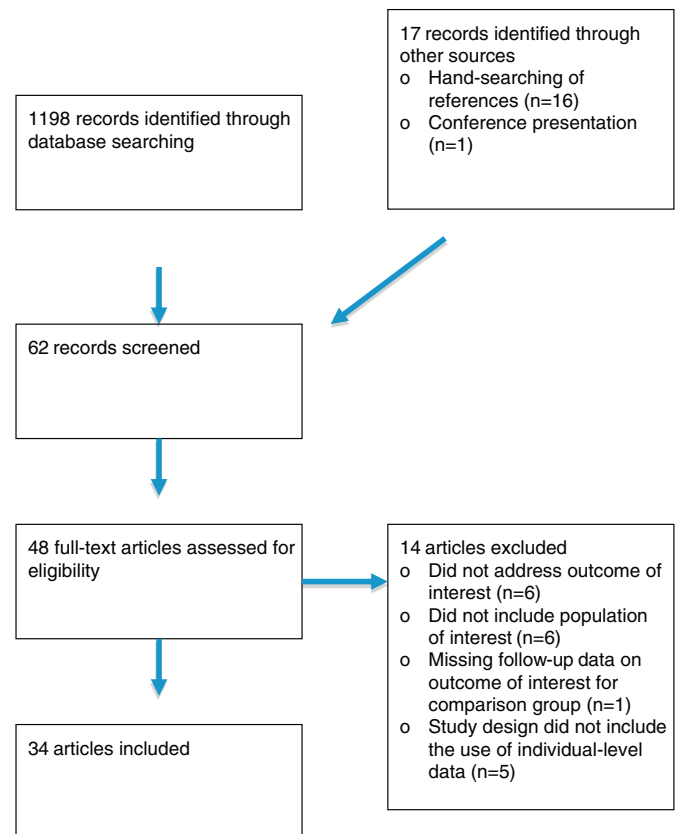 17 records identified through
other sources
o Hand-searching of
references (n=16)
o Conference presentation
(n=1)
1198 records identified through
database searching
62 records screened
48 full-text articles assessed for
eligibility
14 articles excluded
o Did not address outcome of
interest (n=6)
o Did not include population
of interest (n=6)
o Missing follow-up data on
outcome of interest for
comparison group (n=1)
o Study design did not include
the use of individual-level
data (n=5)
34 articles included